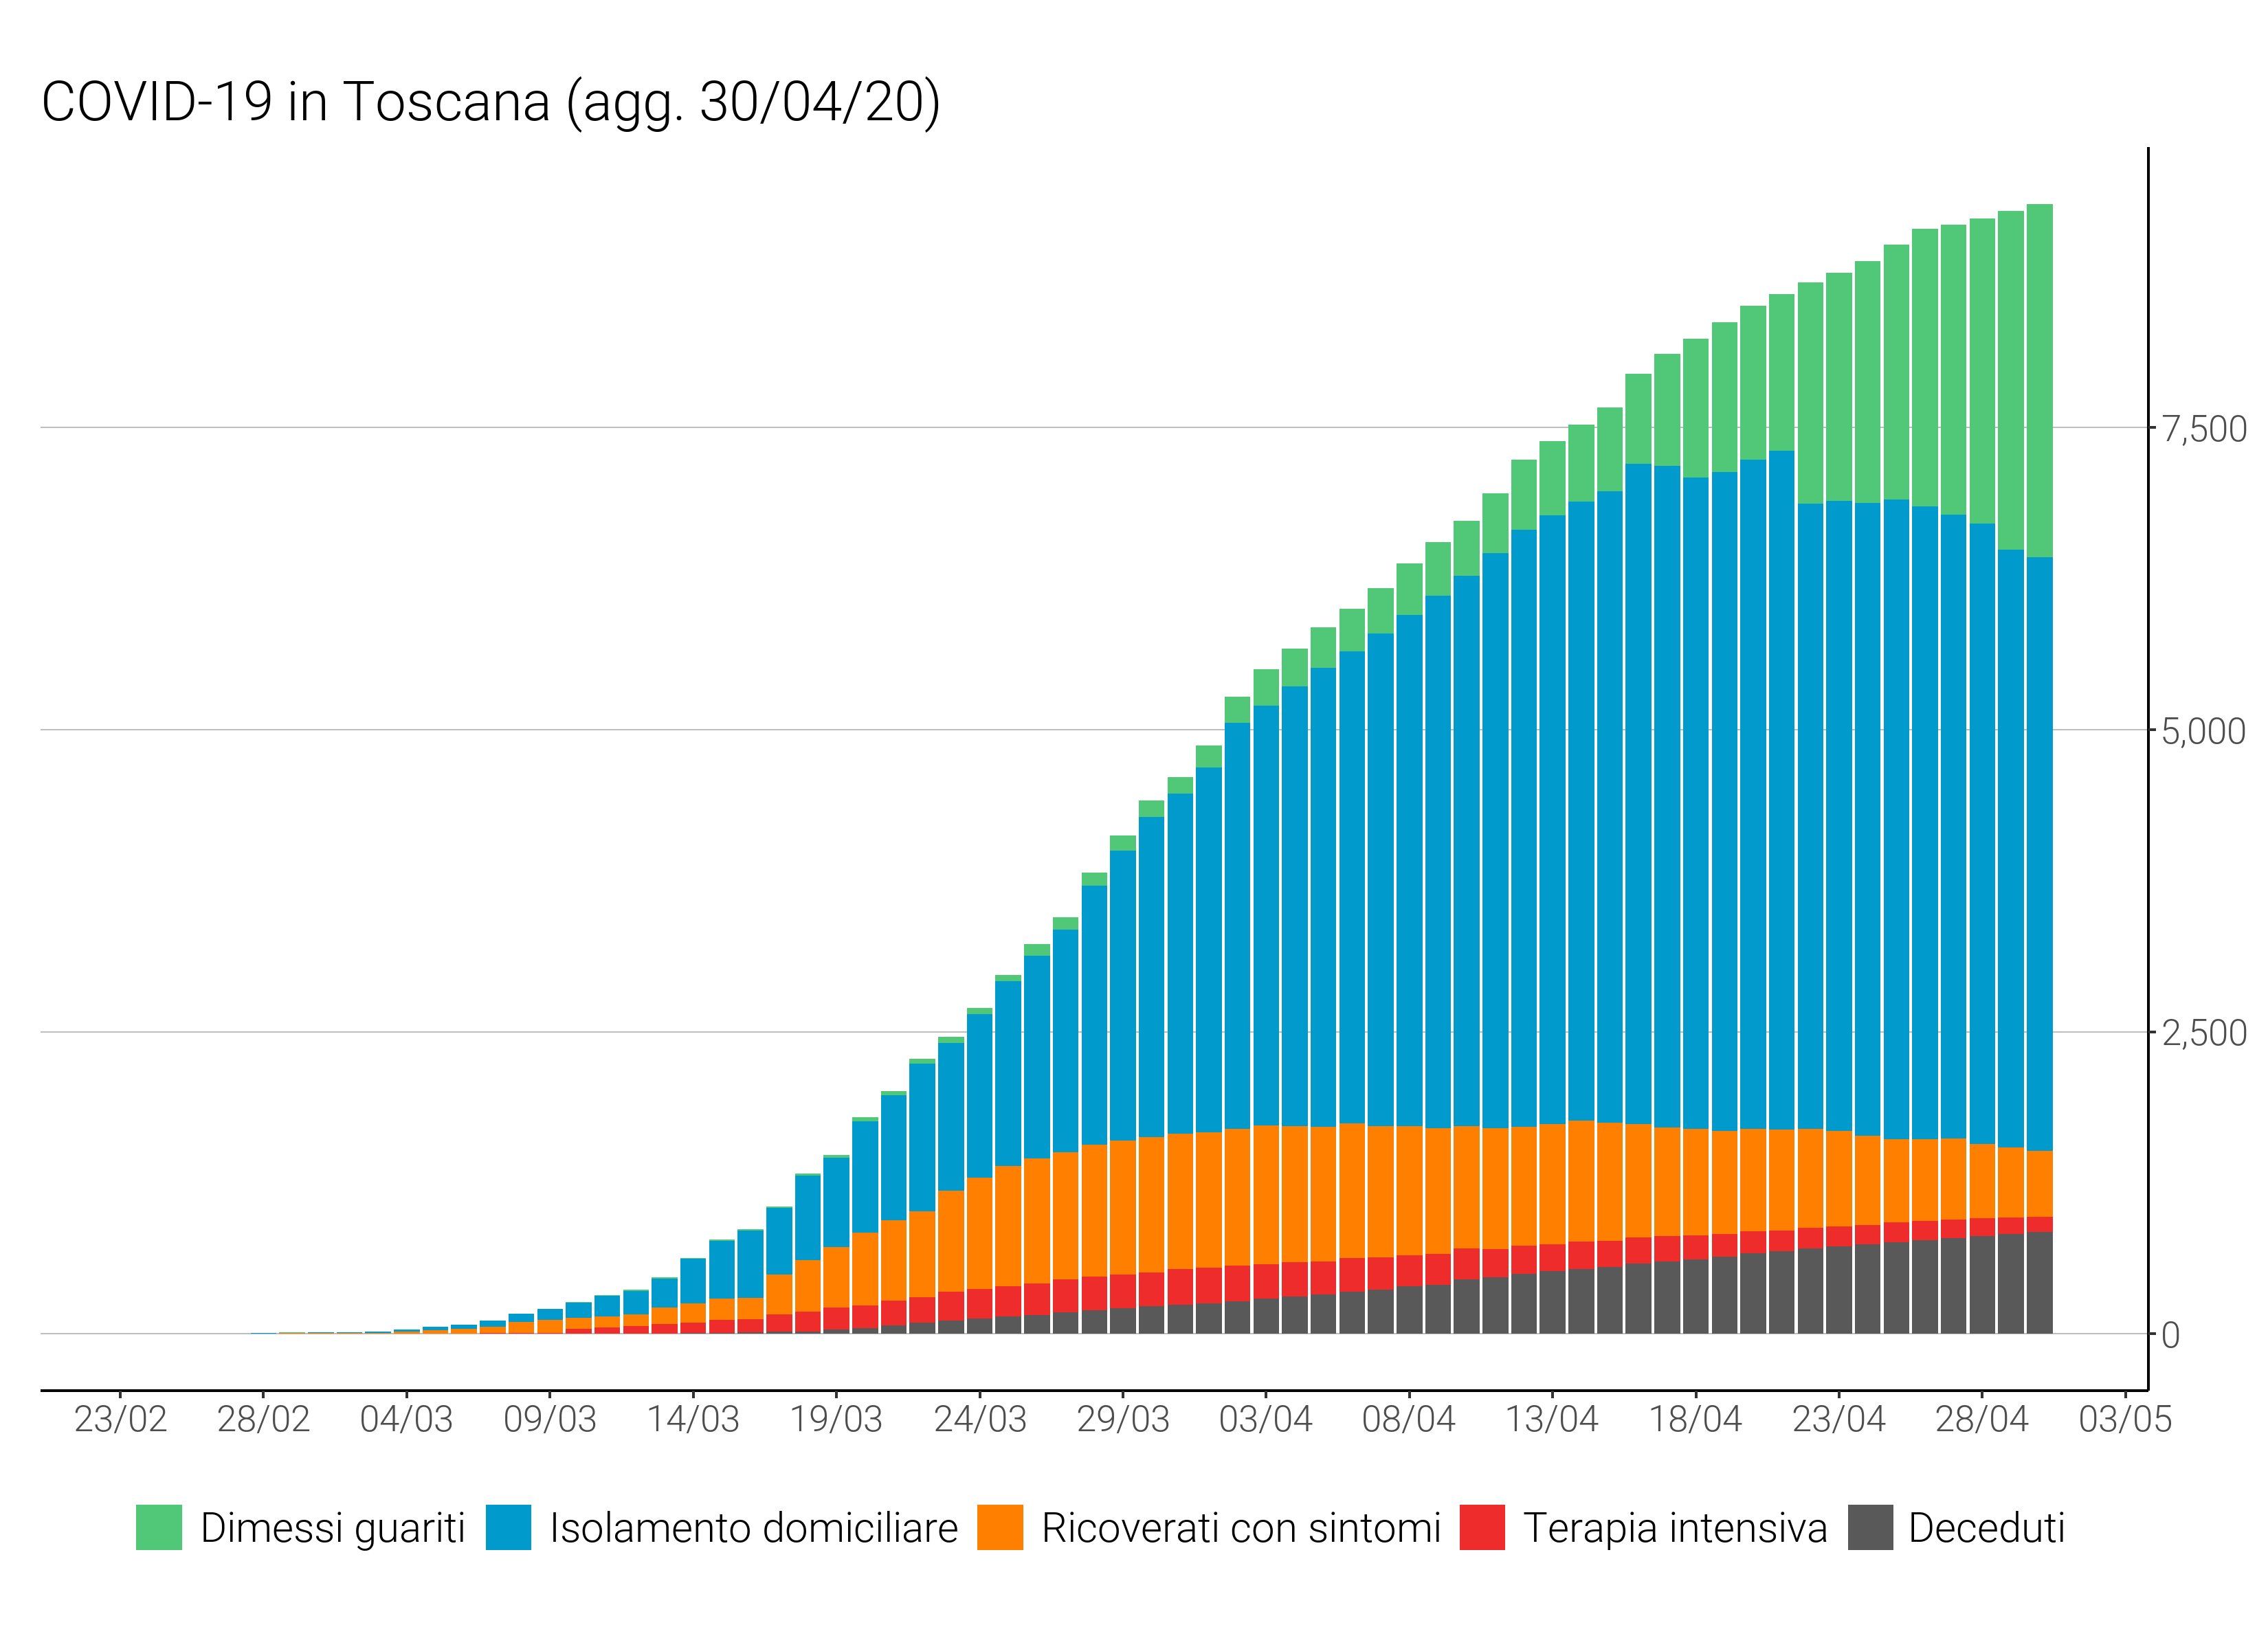 COVID-19 in Toscana (agg. 30/04/20)
7,500
5,000
2,500
0
23/02 28/02 04/03 09/03 14/03 19/03 24/03 29/03 03/04 08/04 13/04 18/04 23/04 28/04 03/05
Dimessi guariti Isolamento domiciliare Ricoverati con sintomi Terapia intensiva Deceduti